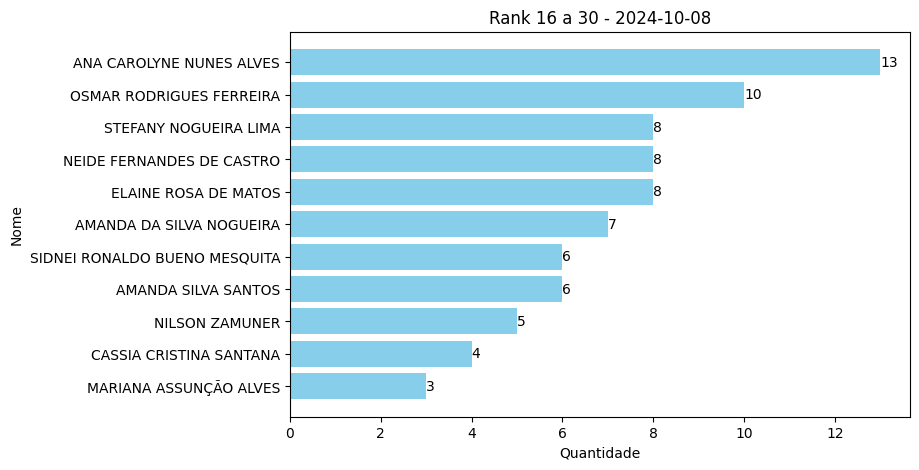 Rank 16 a 30 - 2024-10-08
Nome
ANA CAROLYNE NUNES ALVES 13
OSMAR RODRIGUES FERREIRA 10
STEFANY NOGUEIRA LIMA 8
NEIDE FERNANDES DE CASTRO 8
ELAINE ROSA DE MATOS 8
AMANDA DA SILVA NOGUEIRA 7
SIDNEI RONALDO BUENO MESQUITA 6
AMANDA SILVA SANTOS 6
NILSON ZAMUNER 5
CASSIA CRISTINA SANTANA 4
MARIANA ASSUNÇÃO ALVES 3
0 2 4 6 8 10 12
Quantidade